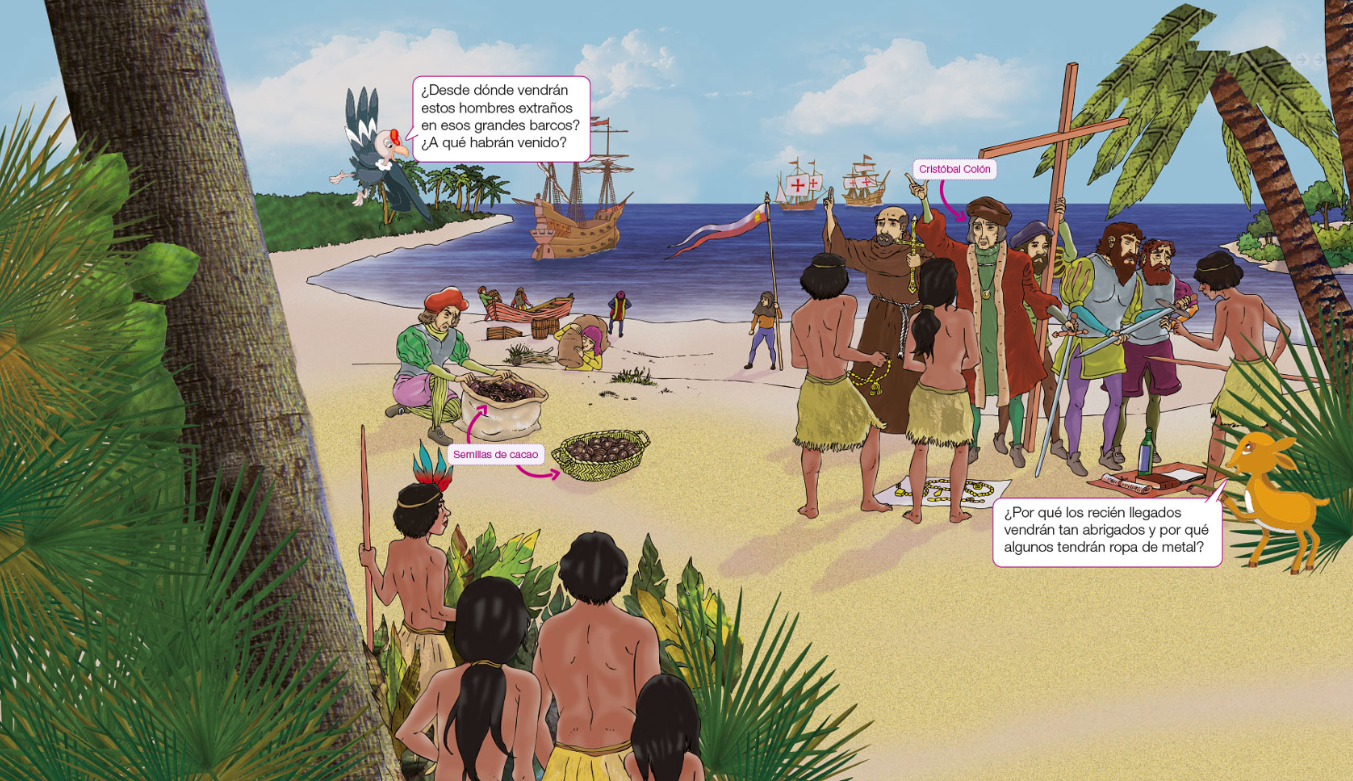 ¿Desde dónde vendrán
estos hombres extraños
en esos grandes barcos?
¿A qué habrán venido?
Cristóbal Colón
Semillas de cacao
¿Por qué los recién llegados
vendrán tan abrigados y por qué
algunos tendrán ropa de metal?